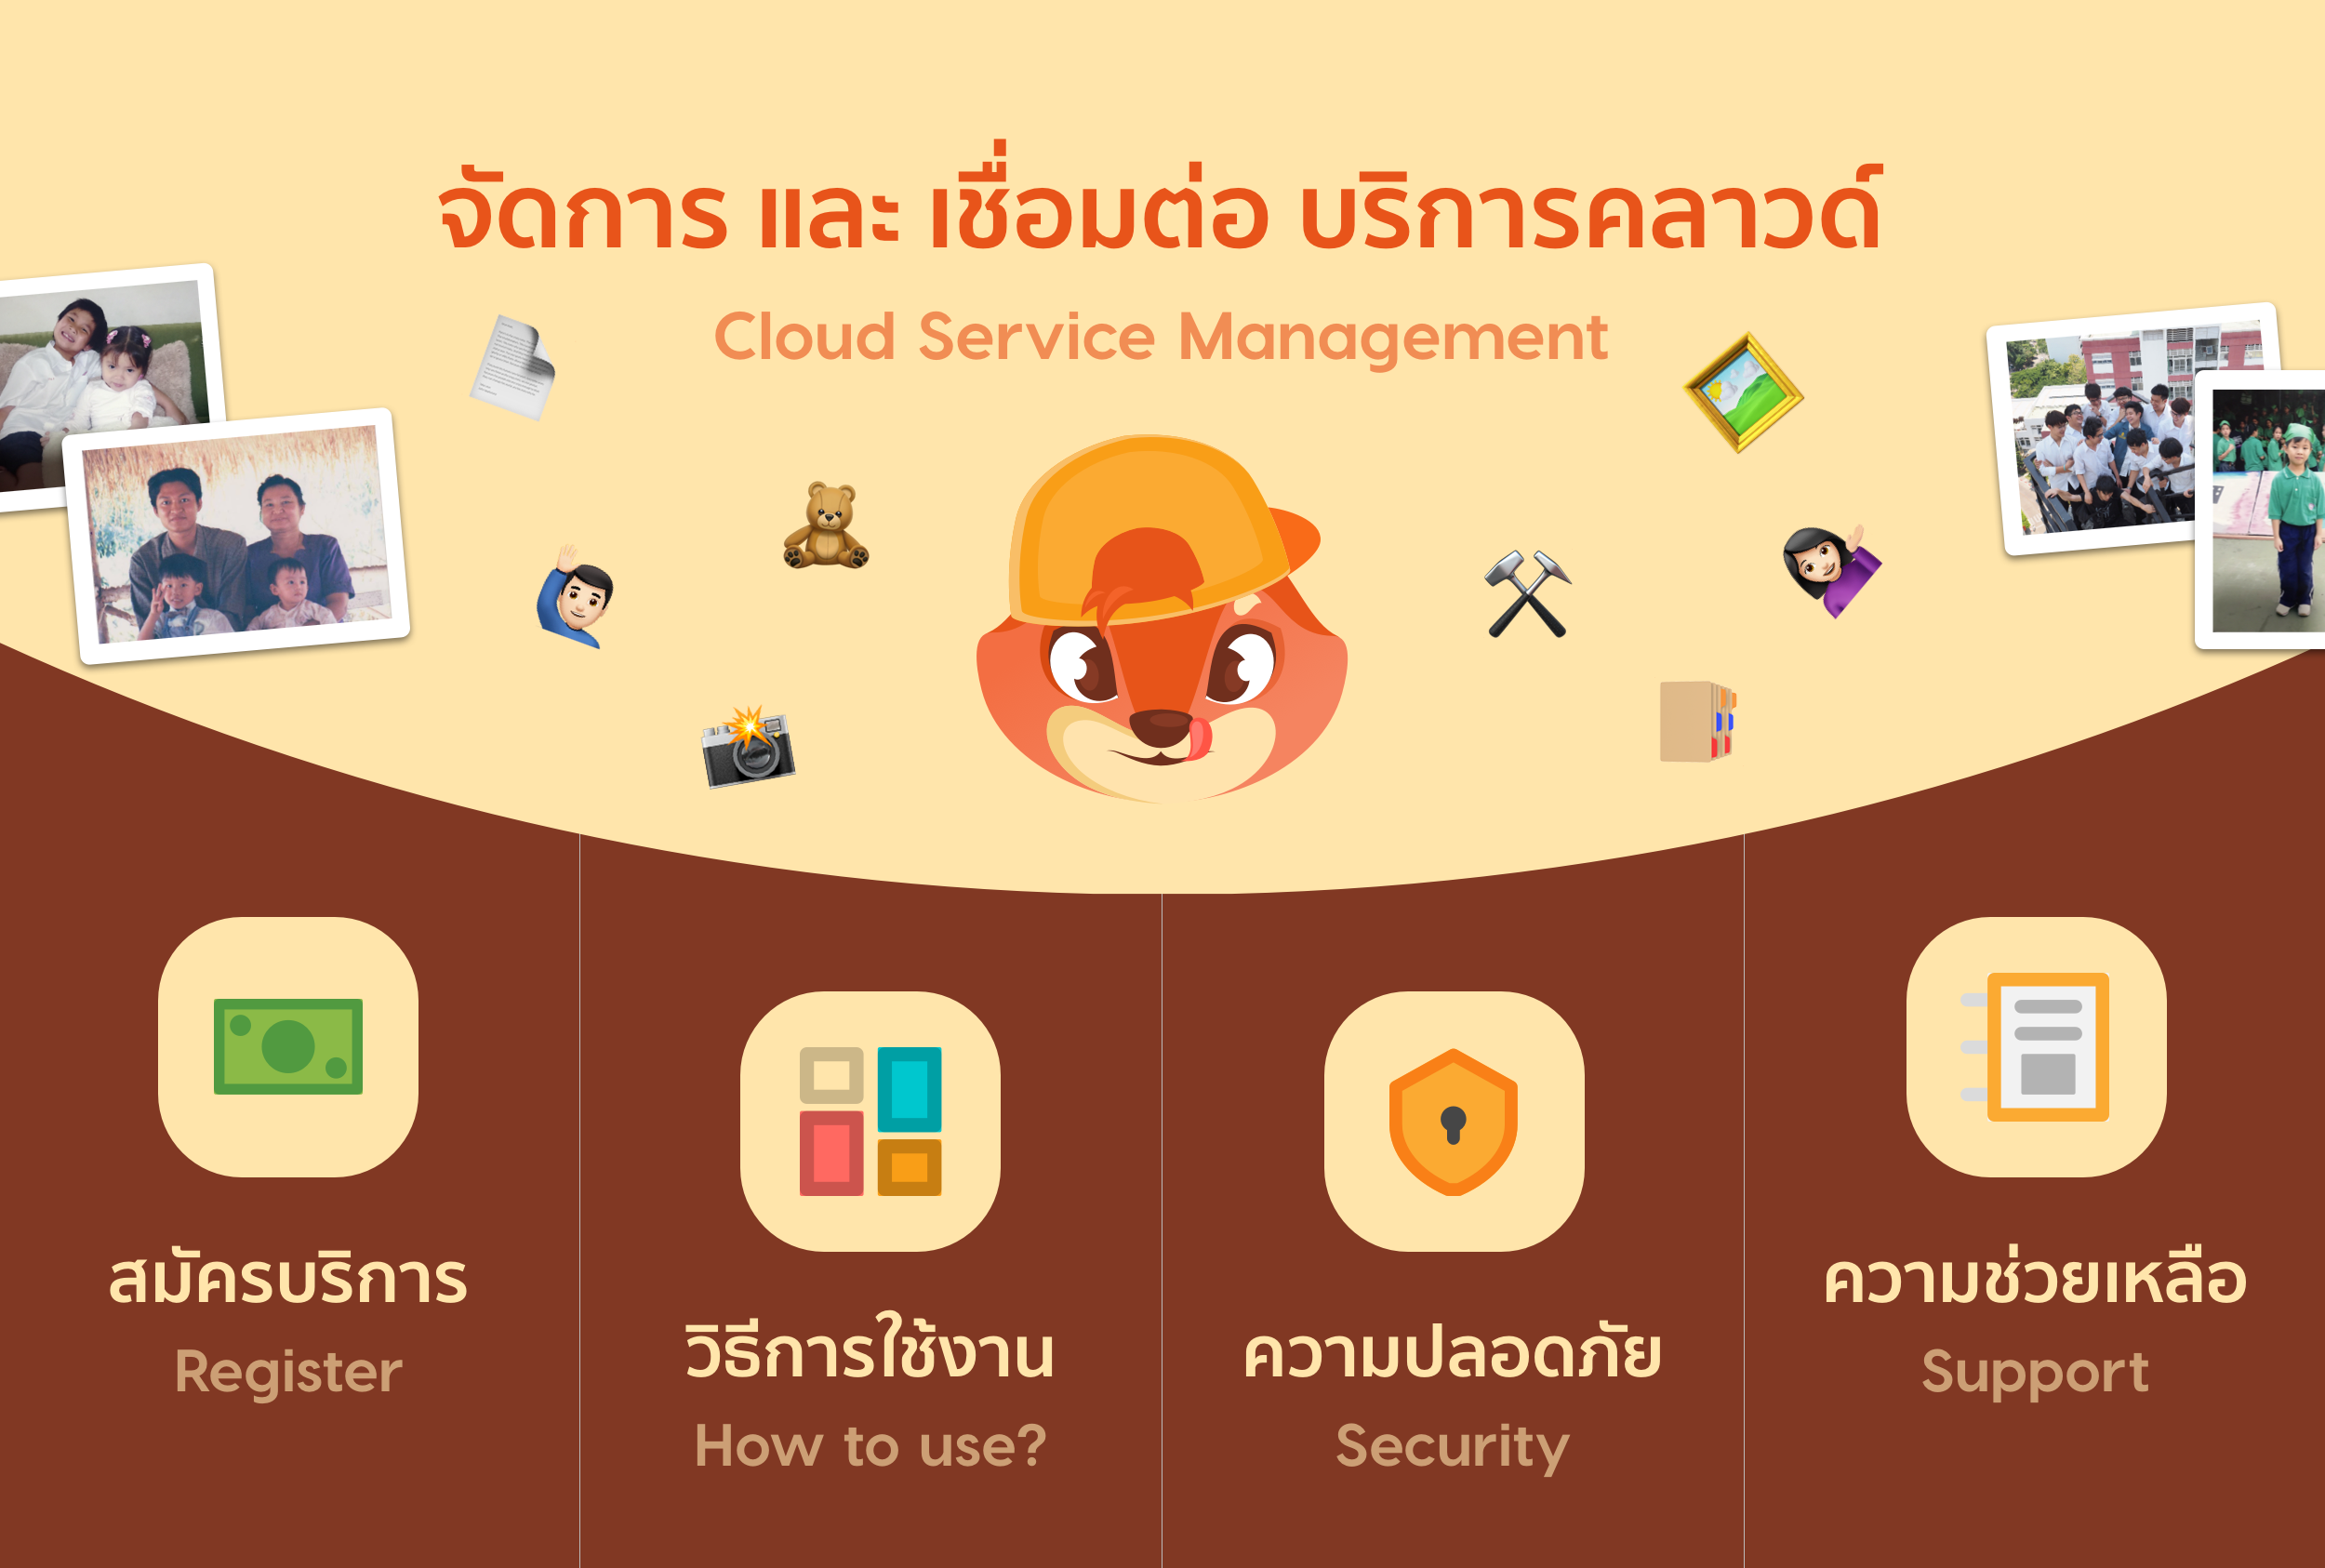 จัดการ และ เชื่อมต่อ บริการคลาวด์
Cloud Service Management
สมัครบริการ
Register
วิธีการใช้งาน
How to use?
ความปลอดภัย
Security
ความช่วยเหลือ
Support